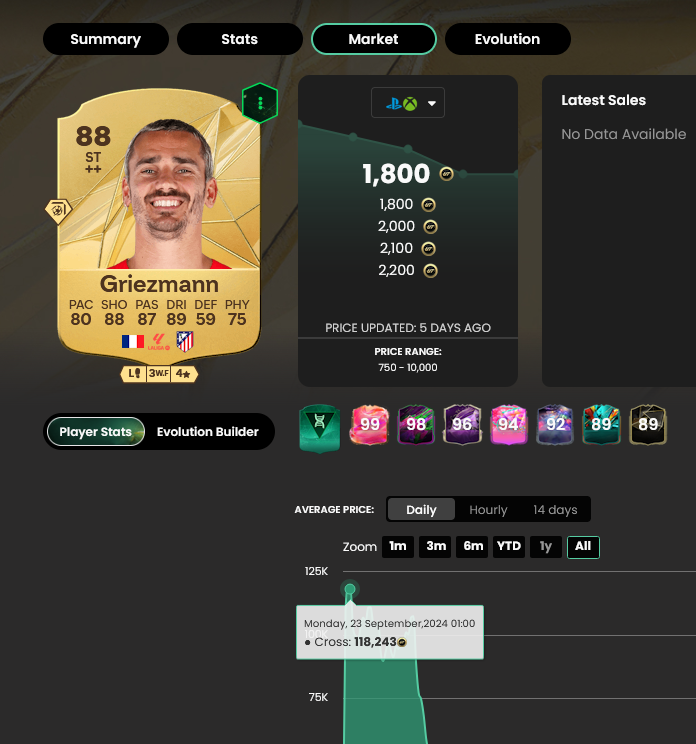 Summary
Stats
Market
Evolution
88
ST
++
Griezmann
PAC SHO PAS DRI DEF PHY
80 88 87 89 59 75
LALIGA
L
3W.F
4★
1,800
1,800
2,000
2,100
2,200
PRICE UPDATED: 5 DAYS AGO
PRICE RANGE:
750 - 10,000
Latest Sales
No Data Available
Player Stats
Evolution Builder
99 98 96 94 92 89 89
AVERAGE PRICE:
Daily
Hourly
14 days
Zoom
1m
3m
6m
YTD
1y
All
125K
Monday, 23 September,2024 01:00
100K
● Cross: 118,243
75K